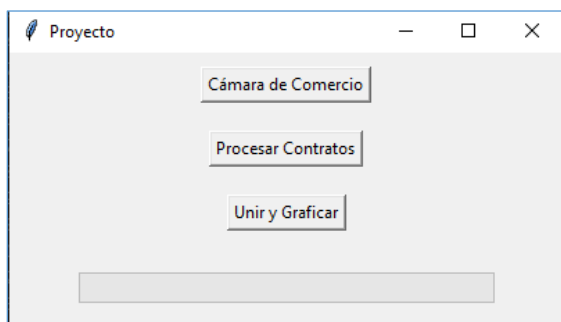 Proyecto
Cámara de Comercio
Procesar Contratos
Unir y Graficar